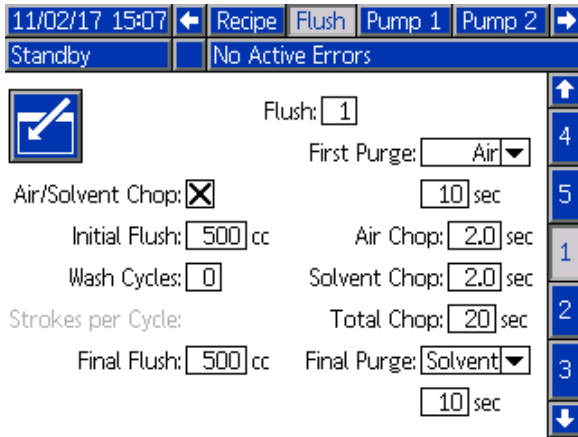 11/02/17 15:07 Recipe Flush Pump 1 Pump 2
Standby No Active Errors
Flush: 1
First Purge: Air
Air/Solvent Chop: 10 sec
Initial Flush: 500 cc Air Chop: 2.0 sec
Wash Cycles: 0 Solvent Chop: 2.0 sec
Strokes per Cycle: Total Chop: 20 sec
Final Flush: 500 cc Final Purge: Solvent
10 sec
4
5
1
2
3